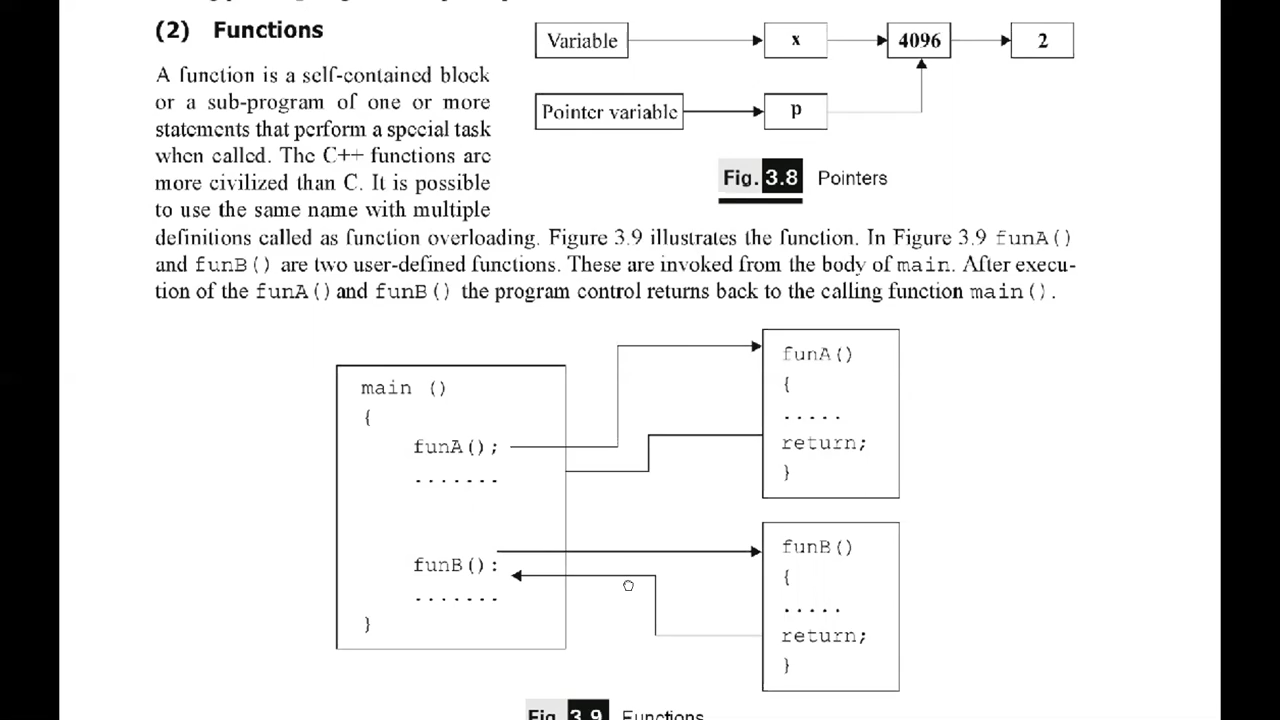 (2) Functions
Variable
x
4096
2
A function is a self-contained block
or a sub-program of one or more
statements that perform a special task
when called. The C++ functions are
more civilized than C. It is possible
to use the same name with multiple
Pointer variable
p
Fig. 3.8 Pointers
definitions called as function overloading. Figure 3.9 illustrates the function. In Figure 3.9 funA()
and funB() are two user-defined functions. These are invoked from the body of main. After execu-
tion of the funA() and funB() the program control returns back to the calling function main().
main ()
{
funA();
.......
funB():
.......
}
funA()
{
.....
return;
}
funB()
{
.....
return;
}
Fig. 3.9 Functions